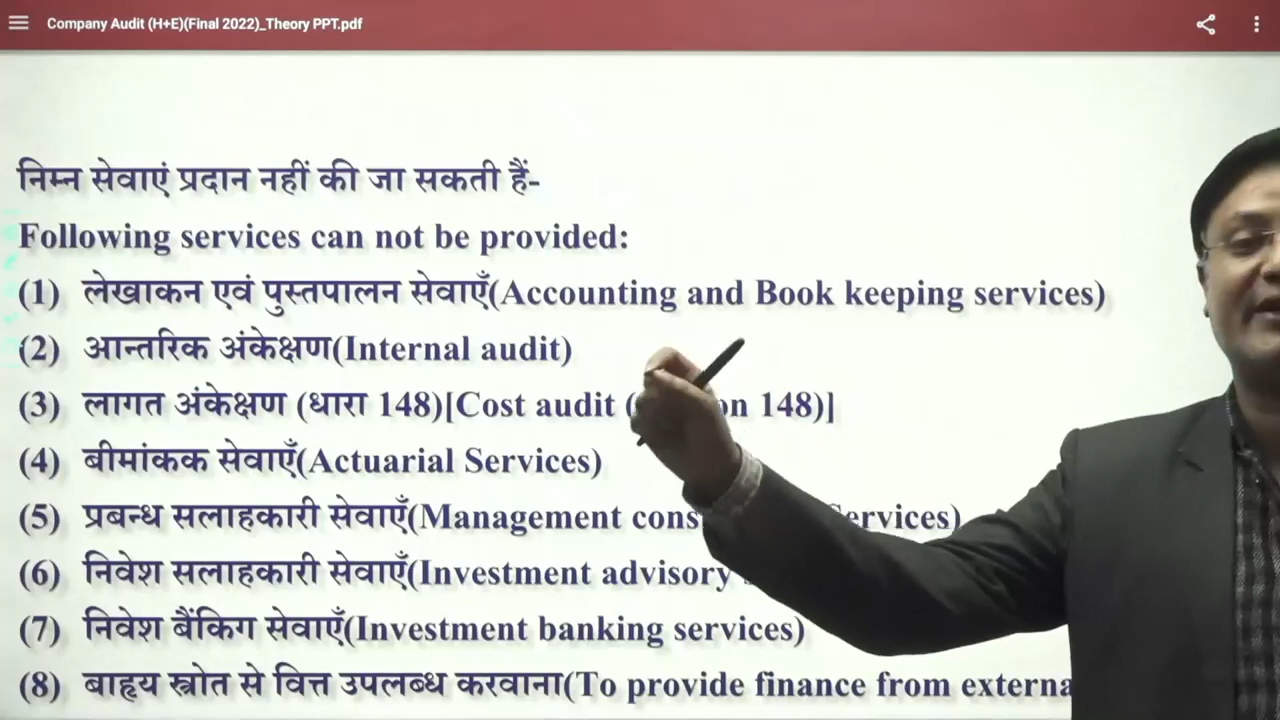 Company Audit (H+E)(Final 2022)_Theory PPT.pdf
निम्न सेवाएं प्रदान नहीं की जा सकती हैं-
Following services can not be provided:
(1) लेखाकन एवं पुस्तपालन सेवाएँ(Accounting and Book keeping services)
(2) आन्तरिक अंकेक्षण(Internal audit)
(3) लागत अंकेक्षण (धारा 148)[Cost audit ( 148)]
(4) बीमांकक सेवाएँ(Actuarial Services)
(5) प्रबन्ध सलाहकारी सेवाएँ(Management Services)
(6) निवेश सलाहकारी सेवाएँ(Investment advisory
(7) निवेश बैंकिग सेवाएँ(Investment banking services)
(8) बाहृय स्त्रोत से वित्त उपलब्ध करवाना(To provide finance from